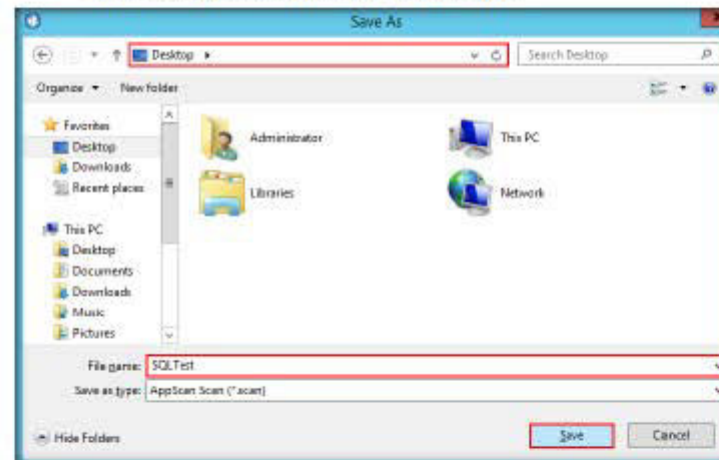 Save As
Desktop
Search Desktop
Organize
New folder
Favorites
Desktop
Downloads
Recent places
This PC
Desktop
Documents
Downloads
Music
Pictures
Administrator
This PC
Libraries
Network
File name: SQLTest
Save as type: AppScan Scan (*.scan)
Hide Folders
Save
Cancel